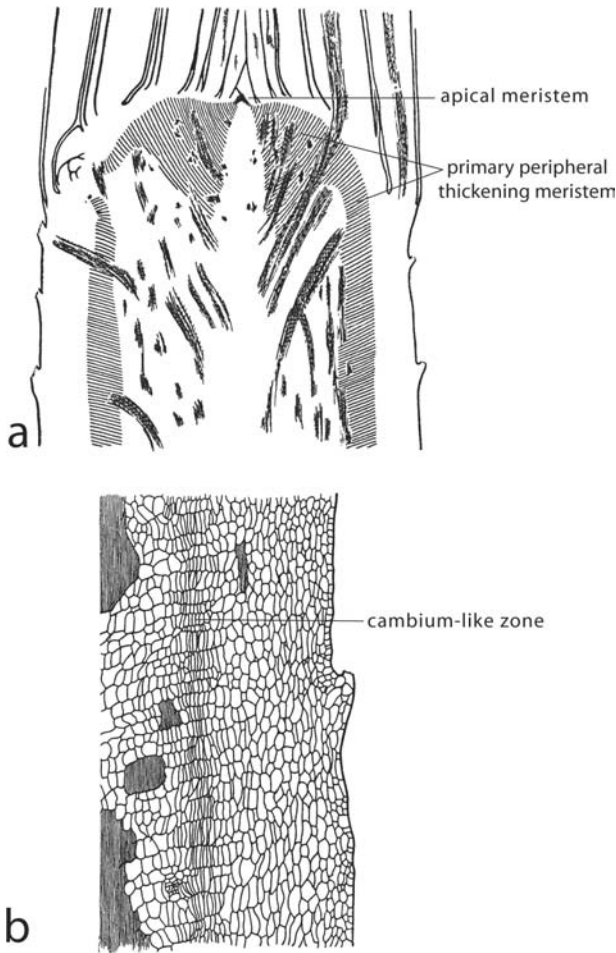 apical meristem
primary peripheral
thickening meristem
a
cambium-like zone
b